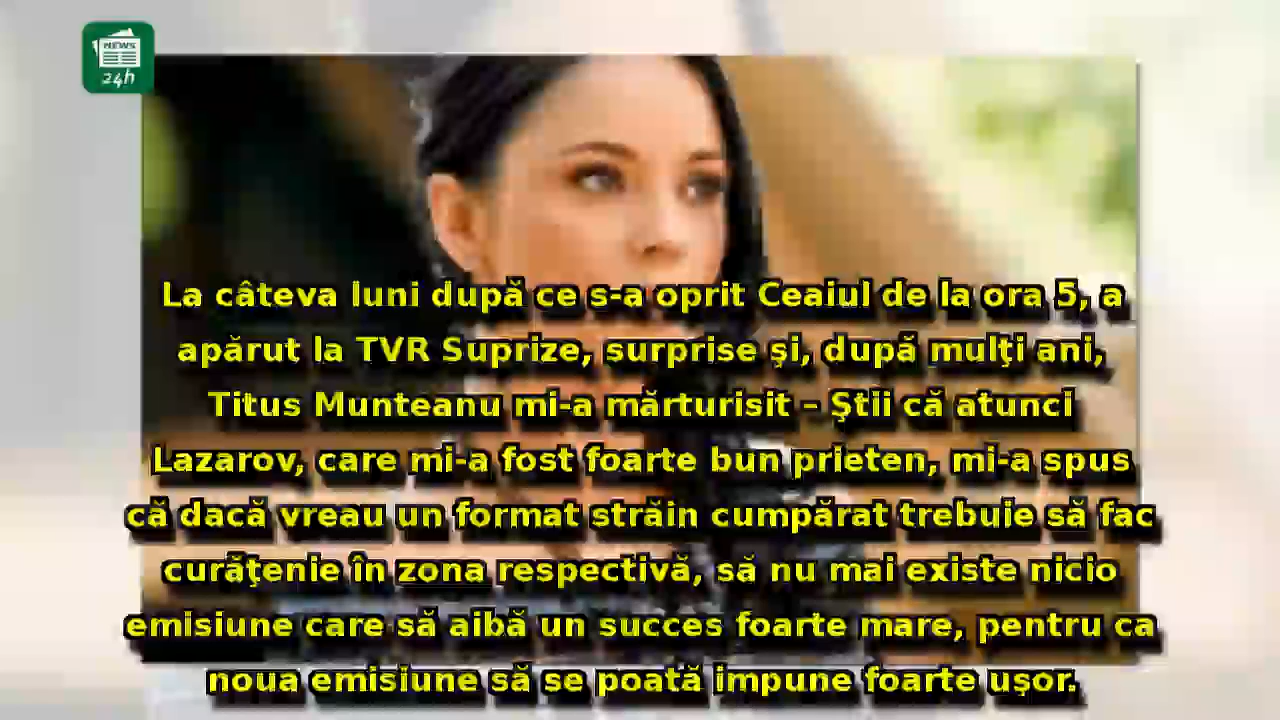 NEWS
24h
La câteva luni după ce s-a oprit Ceaiul de la ora 5, a
apărut la TVR Suprize, surprise şi, după mulţi ani,
Titus Munteanu mi-a mărturisit – Ştii că atunci
Lazarov, care mi-a fost foarte bun prieten, mi-a spus
că dacă vreau un format străin cumpărat trebuie să fac
curăţenie în zona respectivă, să nu mai existe nicio
emisiune care să aibă un succes foarte mare, pentru ca
noua emisiune să se poată impune foarte uşor.